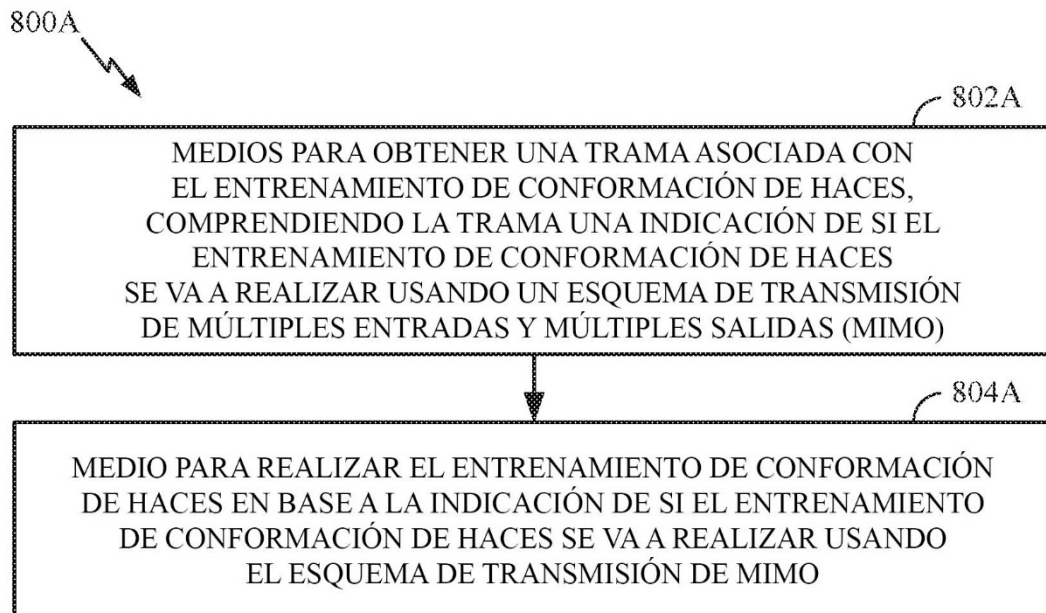 800A
802A
MEDIOS PARA OBTENER UNA TRAMA ASOCIADA CON
EL ENTRENAMIENTO DE CONFORMACIÓN DE HACES,
COMPRENDIENDO LA TRAMA UNA INDICACIÓN DE SI EL
ENTRENAMIENTO DE CONFORMACIÓN DE HACES
SE VA A REALIZAR USANDO UN ESQUEMA DE TRANSMISIÓN
DE MÚLTIPLES ENTRADAS Y MÚLTIPLES SALIDAS (MIMO)
804A
MEDIO PARA REALIZAR EL ENTRENAMIENTO DE CONFORMACIÓN
DE HACES EN BASE A LA INDICACIÓN DE SI EL ENTRENAMIENTO
DE CONFORMACIÓN DE HACES SE VA A REALIZAR USANDO
EL ESQUEMA DE TRANSMISIÓN DE MIMO